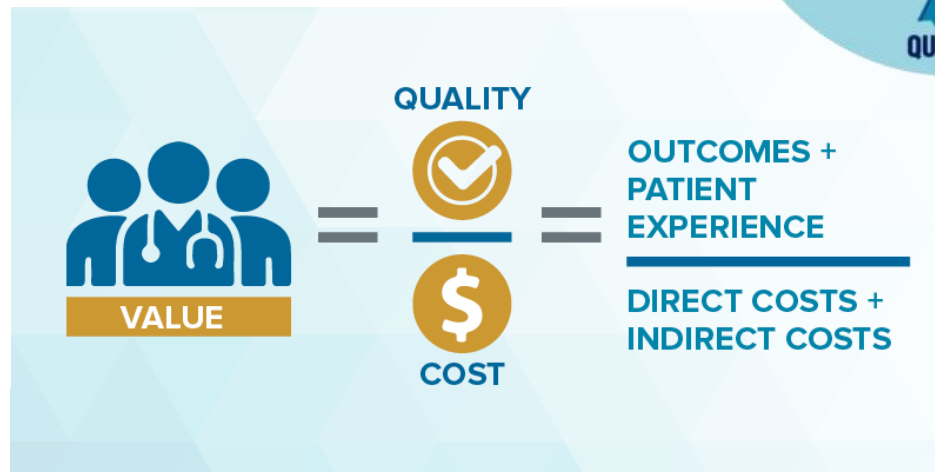 QUALITY
VALUE
=
COST
=
OUTCOMES +
PATIENT
EXPERIENCE
DIRECT COSTS +
INDIRECT COSTS